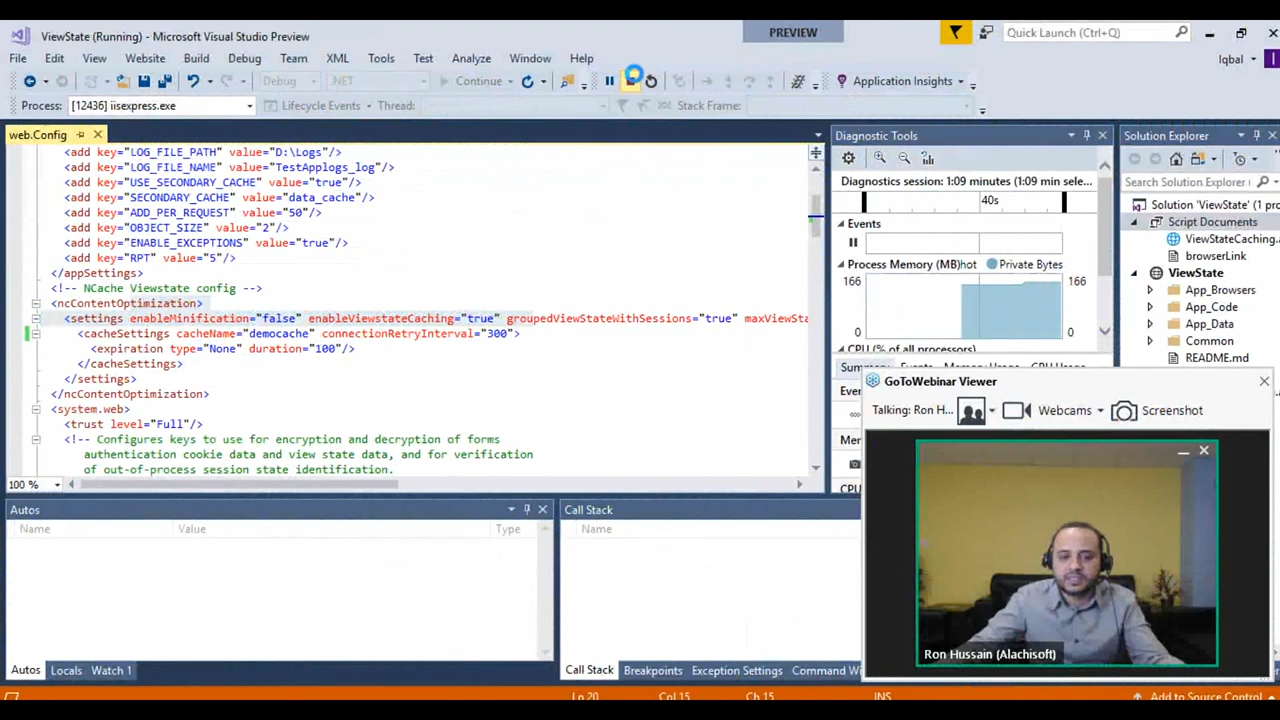 ViewState (Running) - Microsoft Visual Studio Preview
PREVIEW
Quick Launch (Ctrl+Q)
File Edit View Website Build Debug Team XML Tools Test Analyze Window Help
Iqbal
Debug .NET Continue Application Insights
Process: [12436] iisexpress.exe Lifecycle Events Thread: Stack Frame:
web.Config
<add key="LOG_FILE_PATH" value="D:\Logs"/>
<add key="LOG_FILE_NAME" value="TestApplogs_log"/>
<add key="USE_SECONDARY_CACHE" value="true"/>
<add key="SECONDARY_CACHE" value="data_cache"/>
<add key="ADD_PER_REQUEST" value="50"/>
<add key="OBJECT_SIZE" value="2"/>
<add key="ENABLE_EXCEPTIONS" value="true"/>
<add key="RPT" value="5"/>
</appSettings>
<!-- NCache Viewstate config -->
<ncContentOptimization>
<settings enableMinification="false" enableViewstateCaching="true" groupedViewStateWithSessions="true" maxViewSta
<cacheSettings cacheName="democache" connectionRetryInterval="300">
<expiration type="None" duration="100"/>
</cacheSettings>
</settings>
</ncContentOptimization>
<system.web>
<trust level="Full"/>
<!-- Configures keys to use for encryption and decryption of forms
authentication cookie data and view state data, and for verification
of out-of-process session state identification.
100 %
Diagnostic Tools
Diagnostics session: 1:09 minutes (1:09 min sele...
40s
Events
Process Memory (MB)hot Private Bytes
166 166
0 0
CPU (% of all processors)
Solution Explorer
Search Solution Explorer
Solution 'ViewState' (1 pro
Script Documents
ViewStateCaching.a
browserLink
ViewState
App_Browsers
App_Code
App_Data
Common
README.md
GoToWebinar Viewer
Talking: Ron H... Webcams Screenshot
Ron Hussain (Alachisoft)
Autos
Name Value Type
Call Stack
Name
Autos Locals Watch 1
Call Stack Breakpoints Exception Settings Command Wi
Ln 20 Col 15 Ch 15 INS Add to Source Control